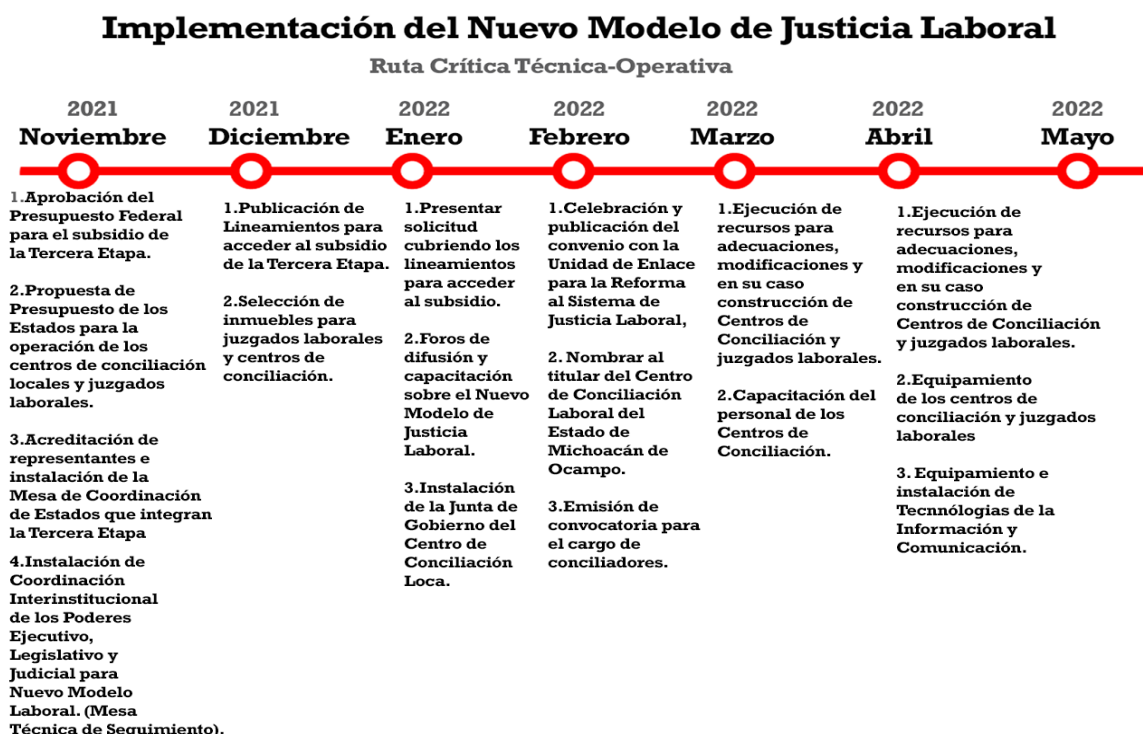 Implementación del Nuevo Modelo de Justicia Laboral
Ruta Crítica Técnica-Operativa
2021
Noviembre
1.Aprobación del
Presupuesto Federal
para el subsidio de
la Tercera Etapa.
2.Propuesta de
Presupuesto de los
Estados para la
operación de los
centros de conciliación
locales y juzgados
laborales.
3.Acreditación de
representantes e
instalación de la
Mesa de Coordinación
de Estados que integran
la Tercera Etapa
4.Instalación de
Coordinación
Interinstitucional
de los Poderes
Ejecutivo,
Legislativo y
Judicial para
Nuevo Modelo
Laboral. (Mesa
Técnica de Seguimiento).
2021
Diciembre
1.Publicación de
Lineamientos para
acceder al subsidio
de la Tercera Etapa.
2.Selección de
inmuebles para
juzgados laborales
y centros de
conciliación.
2022
Enero
1.Presentar
solicitud
cubriendo los
lineamientos
para acceder
al subsidio.
2.Foros de
difusión y
capacitación
sobre el Nuevo
Modelo de
Justicia
Laboral.
3.Instalación
de la Junta de
Gobierno del
Centro de
Conciliación
Loca.
2022
Febrero
1.Celebración y
publicación del
convenio con la
Unidad de Enlace
para la Reforma
al Sistema de
Justicia Laboral,
2. Nombrar al
titular del Centro
de Conciliación
Laboral del
Estado de
Michoacán de
Ocampo.
3.Emisión de
convocatoria para
el cargo de
conciliadores.
2022
Marzo
1.Ejecución de
recursos para
adecuaciones,
modificaciones y
en su caso
construcción de
Centros de
Conciliación y
juzgados laborales.
2.Capacitación del
personal de los
Centros de
Conciliación.
2022
Abril
1.Ejecución de
recursos para
adecuaciones,
modificaciones y
en su caso
construcción de
Centros de Conciliación
y juzgados laborales.
2.Equipamiento
de los centros de
conciliación y juzgados
laborales
3. Equipamiento e
instalación de
Tecnnólogias de la
Información y
Comunicación.
2022
Mayo